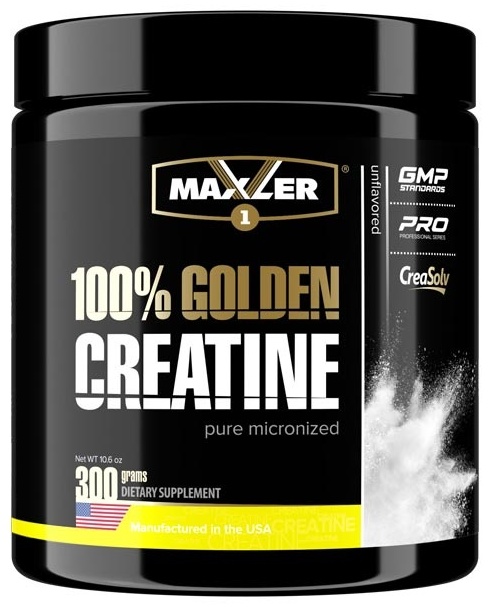 MAXLER®
1
100% GOLDEN
CREATINE
pure micronized
Net WT 10.6 oz
300 grams
DIETARY SUPPLEMENT
Manufactured in the USA
CREATINE
CREATINE
unflavored
GMP
STANDARDS
PRO
PROFESSIONAL SERIES
CreaSolv